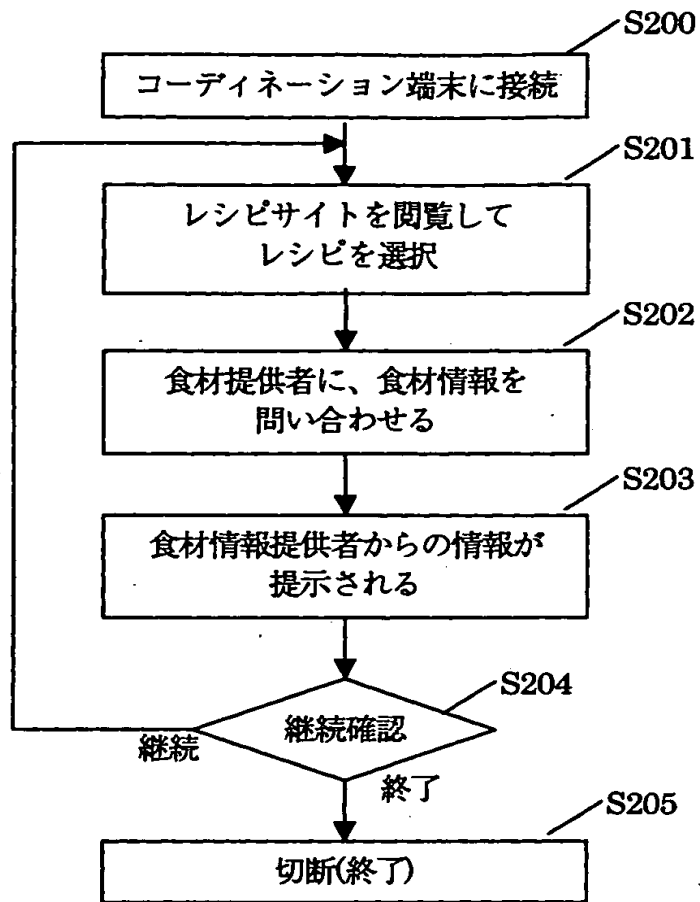 S200
コーディネーション端末に接続
S201
レシピサイトを閲覧して
レシピを選択
S202
食材提供者に、食材情報を
問い合わせる
S203
食材情報提供者からの情報が
提示される
S204
継続確認
継続
終了
S205
切断(終了)